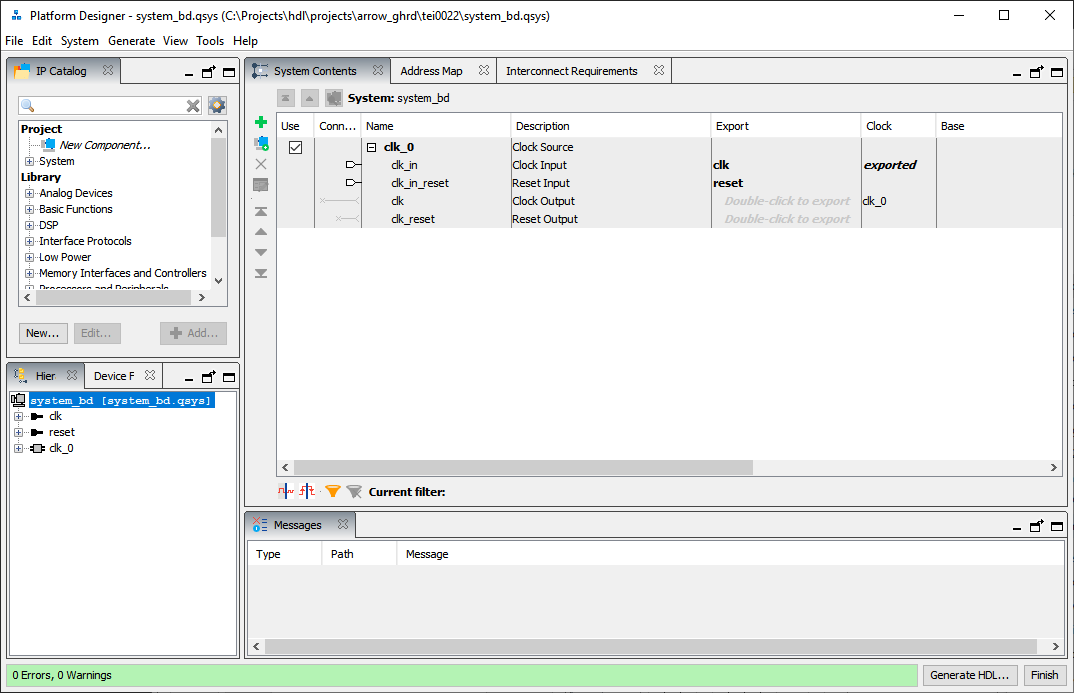 Platform Designer - system_bd.qsys (C:\Projects\hdl\projects\arrow_ghrd\tei0022\system_bd.qsys)
File Edit System Generate View Tools Help
IP Catalog
Project
New Component...
System
Library
Analog Devices
Basic Functions
DSP
Interface Protocols
Low Power
Memory Interfaces and Controllers
Processors and Peripherals
New... Edit... Add...
Hier Device F
system_bd [system_bd.qsys]
clk
reset
clk_0
System Contents Address Map Interconnect Requirements
System: system_bd
Use Conn... Name Description Export Clock Base
clk_0 Clock Source
clk_in Clock Input clk exported
clk_in_reset Reset Input reset
clk Clock Output Double-click to export clk_0
clk_reset Reset Output Double-click to export
Current filter:
Messages
Type Path Message
0 Errors, 0 Warnings
Generate HDL... Finish